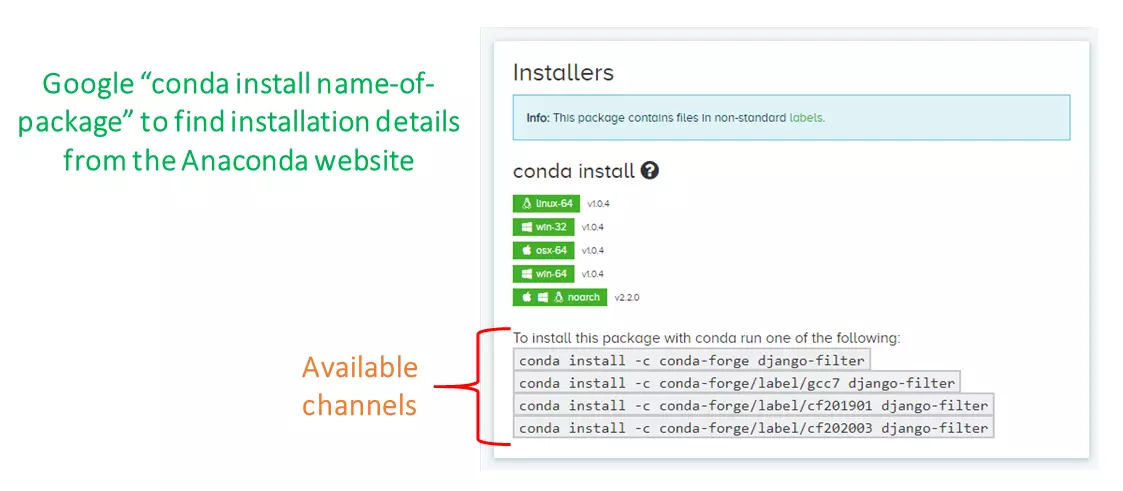 Google “conda install name-of-
package” to find installation details
from the Anaconda website
Installers
Info: This package contains files in non-standard labels.
conda install ?
linux-64 v1.0.4
win-32 v1.0.4
osx-64 v1.0.4
win-64 v1.0.4
noarch v2.2.0
Available
channels
To install this package with conda run one of the following:
conda install -c conda-forge django-filter
conda install -c conda-forge/label/gcc7 django-filter
conda install -c conda-forge/label/cf201901 django-filter
conda install -c conda-forge/label/cf202003 django-filter